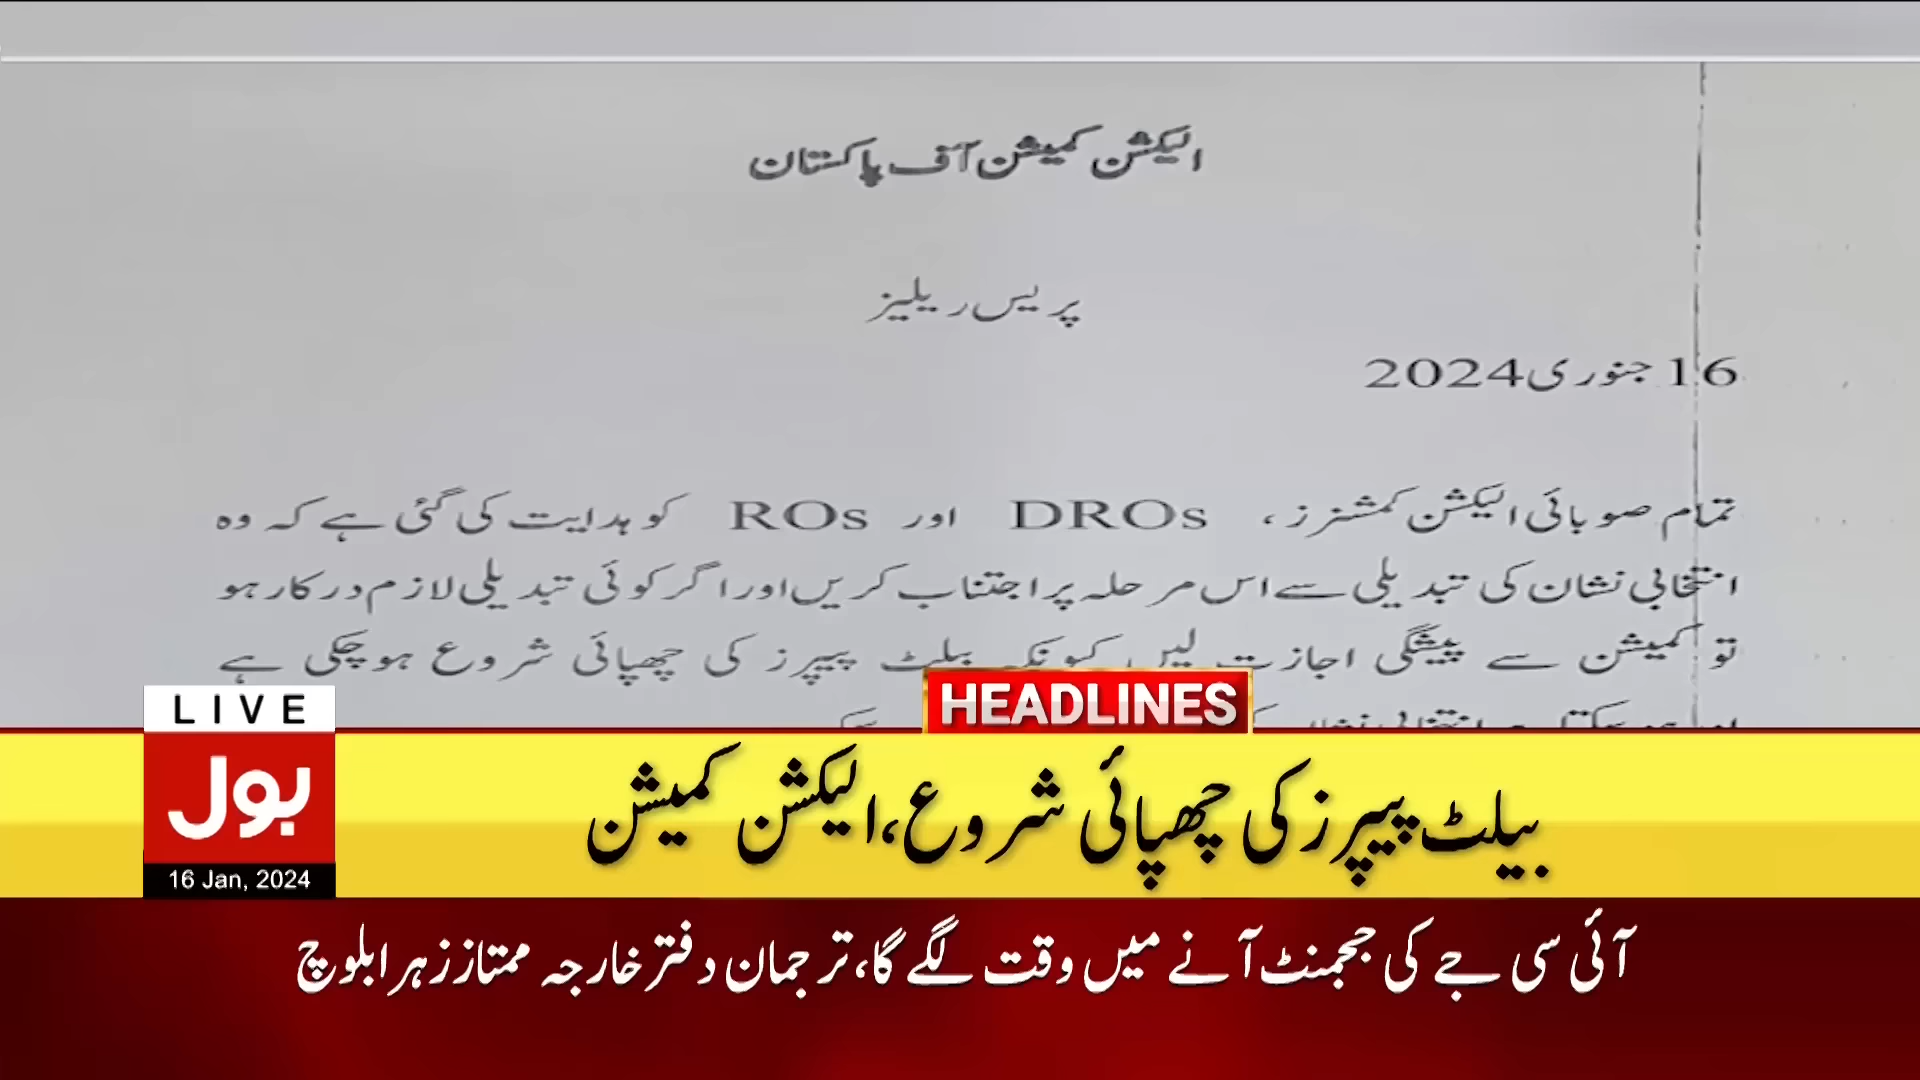 الیکشن کمیشن آف پاکستان
پریس ریلیز
16 جنوری 2024
تمام صوبائی الیکشن کمشنرز، DROs اور ROs کو ہدایت کی گئی ہے کہ وہ
انتخابی نشان کی تبدیلی سے اس مرحلہ پر اجتناب کریں اور اگر کوئی تبدیلی لازم درکار ہو
تو کمیشن سے پیشگی اجازت لیں کیونکہ بیلٹ پیپرز کی چھپائی شروع ہو چکی ہے
HEADLINES
LIVE
بول
16 Jan, 2024
بیلٹ پیپرز کی چھپائی شروع، الیکشن کمیشن
آئی سی جے کی ججمنٹ آنے میں وقت لگے گا، ترجمان دفتر خارجہ ممتاز زہرا بلوچ